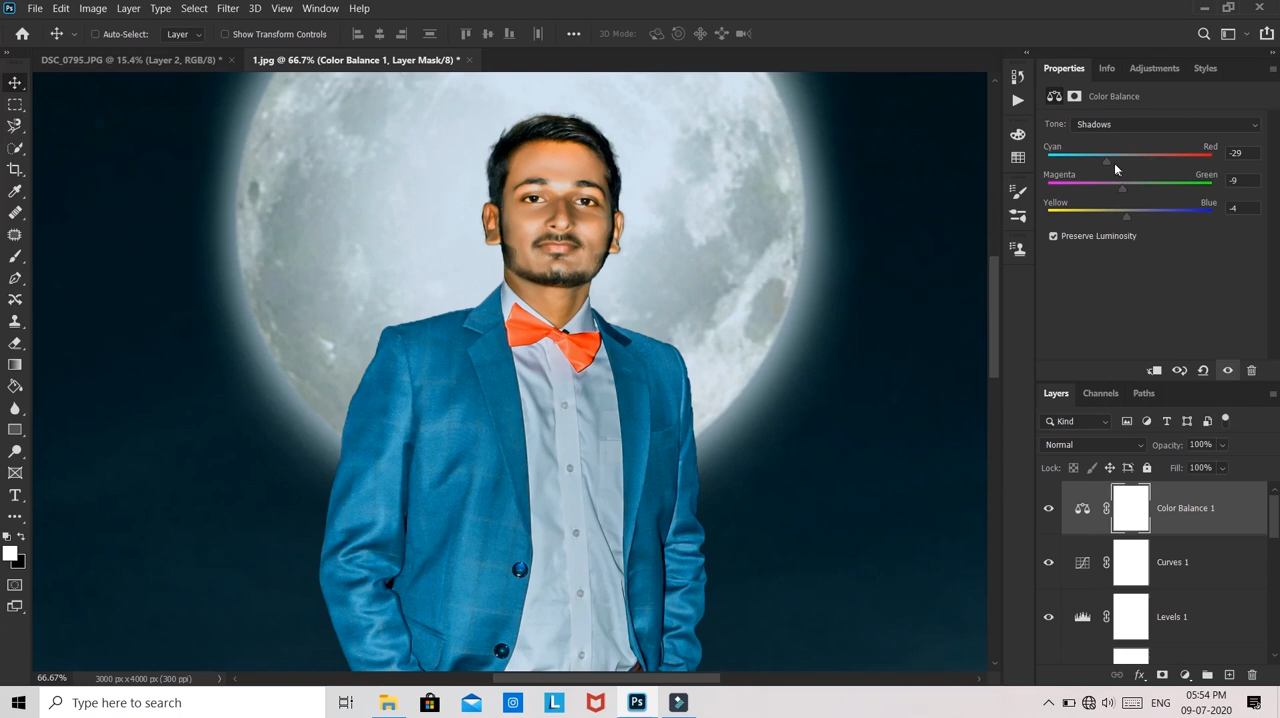 Ps File Edit Image Layer Type Select Filter 3D View Window Help
Auto-Select: Layer Show Transform Controls 3D Mode:
DSC_0795.JPG @ 15.4% (Layer 2, RGB/8) * × 1.jpg @ 66.7% (Color Balance 1, Layer Mask/8) * ×
Properties Info Adjustments Styles
Color Balance
Tone: Shadows
Cyan Red -29
Magenta Green -9
Yellow Blue -4
Preserve Luminosity
Layers Channels Paths
Kind
Normal Opacity: 100%
Lock: Fill: 100%
Color Balance 1
Curves 1
Levels 1
66.67% 3000 px x 4000 px (300 ppi)
Type here to search
L
Ps
ENG
05:54 PM
09-07-2020